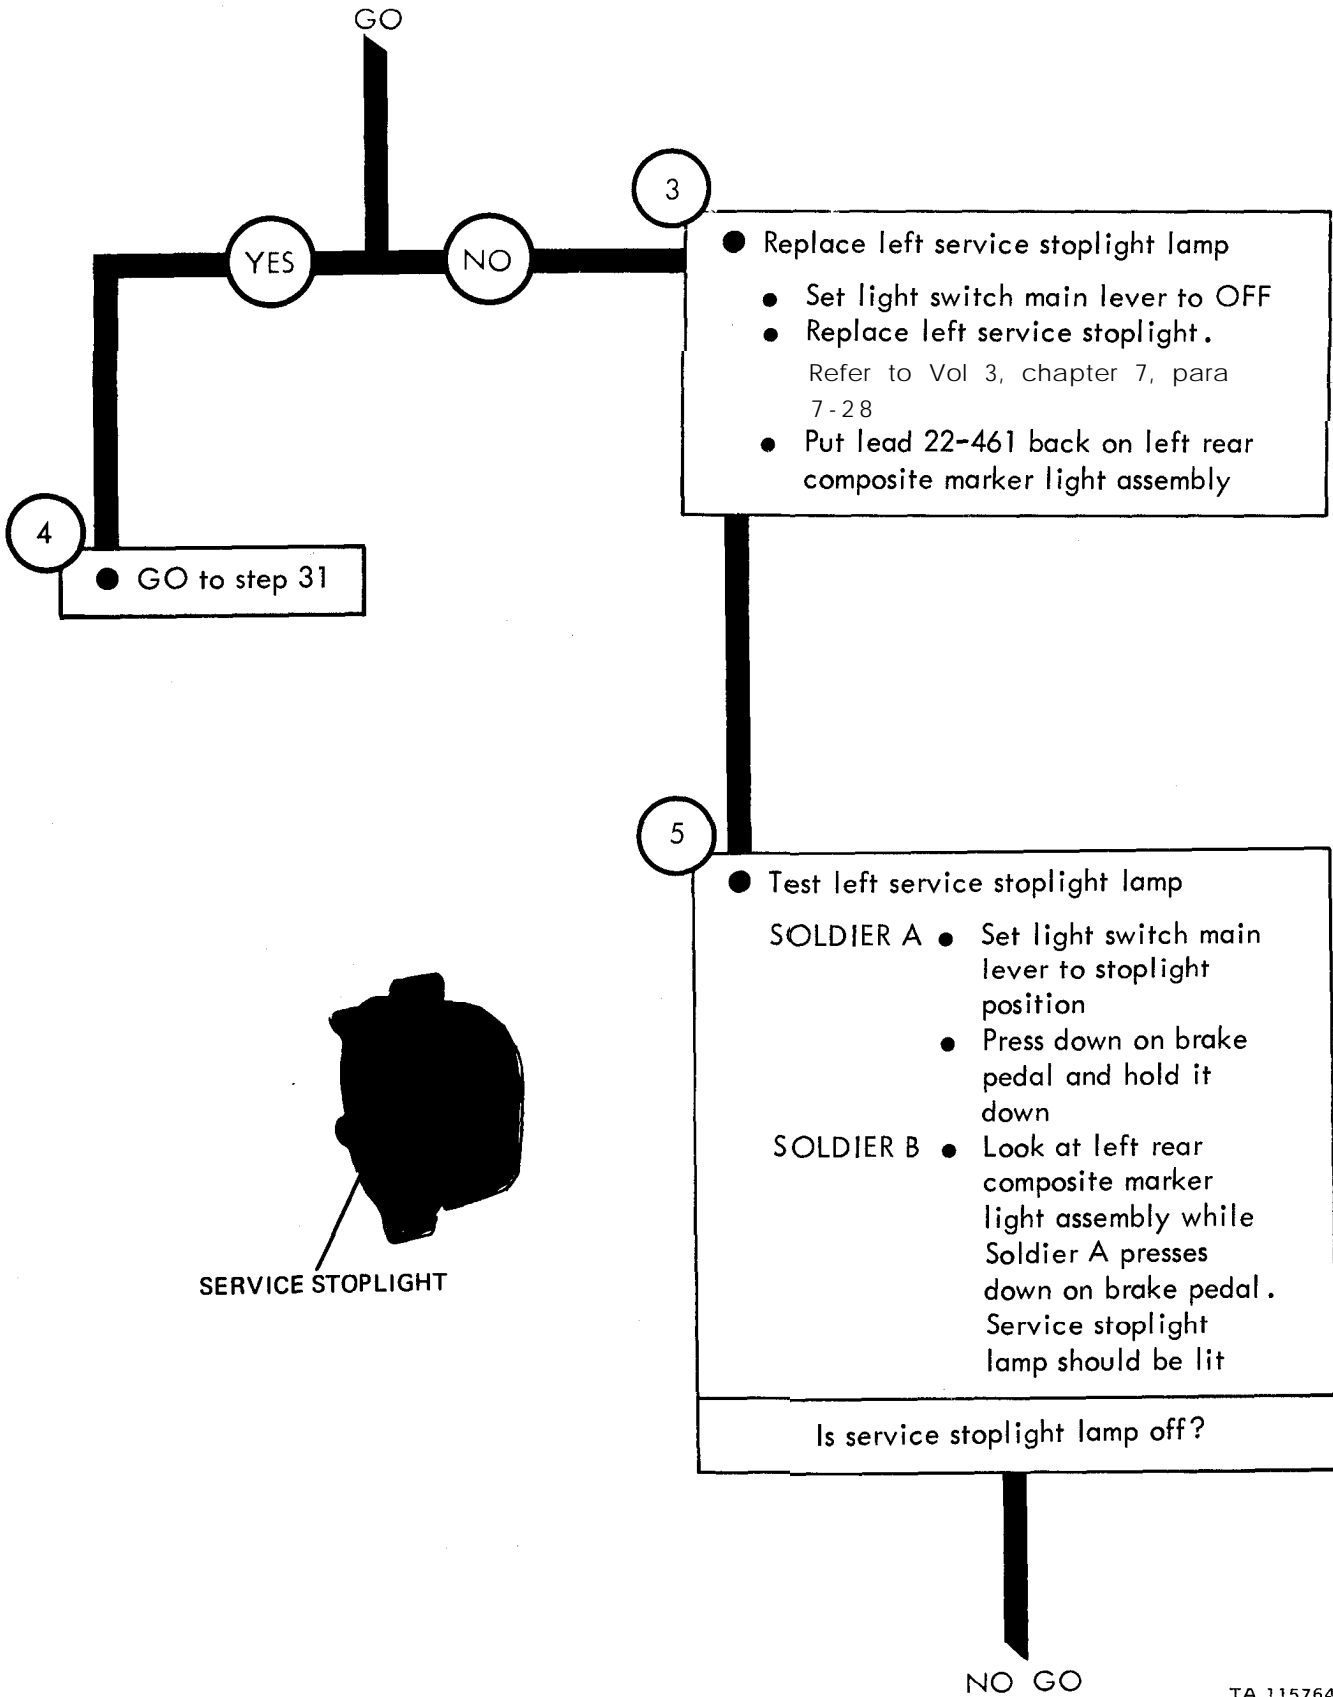 GO
YES
NO
3
● Replace left service stoplight lamp
● Set light switch main lever to OFF
● Replace left service stoplight.
Refer to Vol 3, chapter 7, para
7-28
● Put lead 22-461 back on left rear
composite marker light assembly
4
● GO to step 31
5
● Test left service stoplight lamp
SOLDIER A ● Set light switch main
lever to stoplight
position
● Press down on brake
pedal and hold it
down
SOLDIER B ● Look at left rear
composite marker
light assembly while
Soldier A presses
down on brake pedal.
Service stoplight
lamp should be lit
Is service stoplight lamp off?
SERVICE STOPLIGHT
NO GO
TA 115764